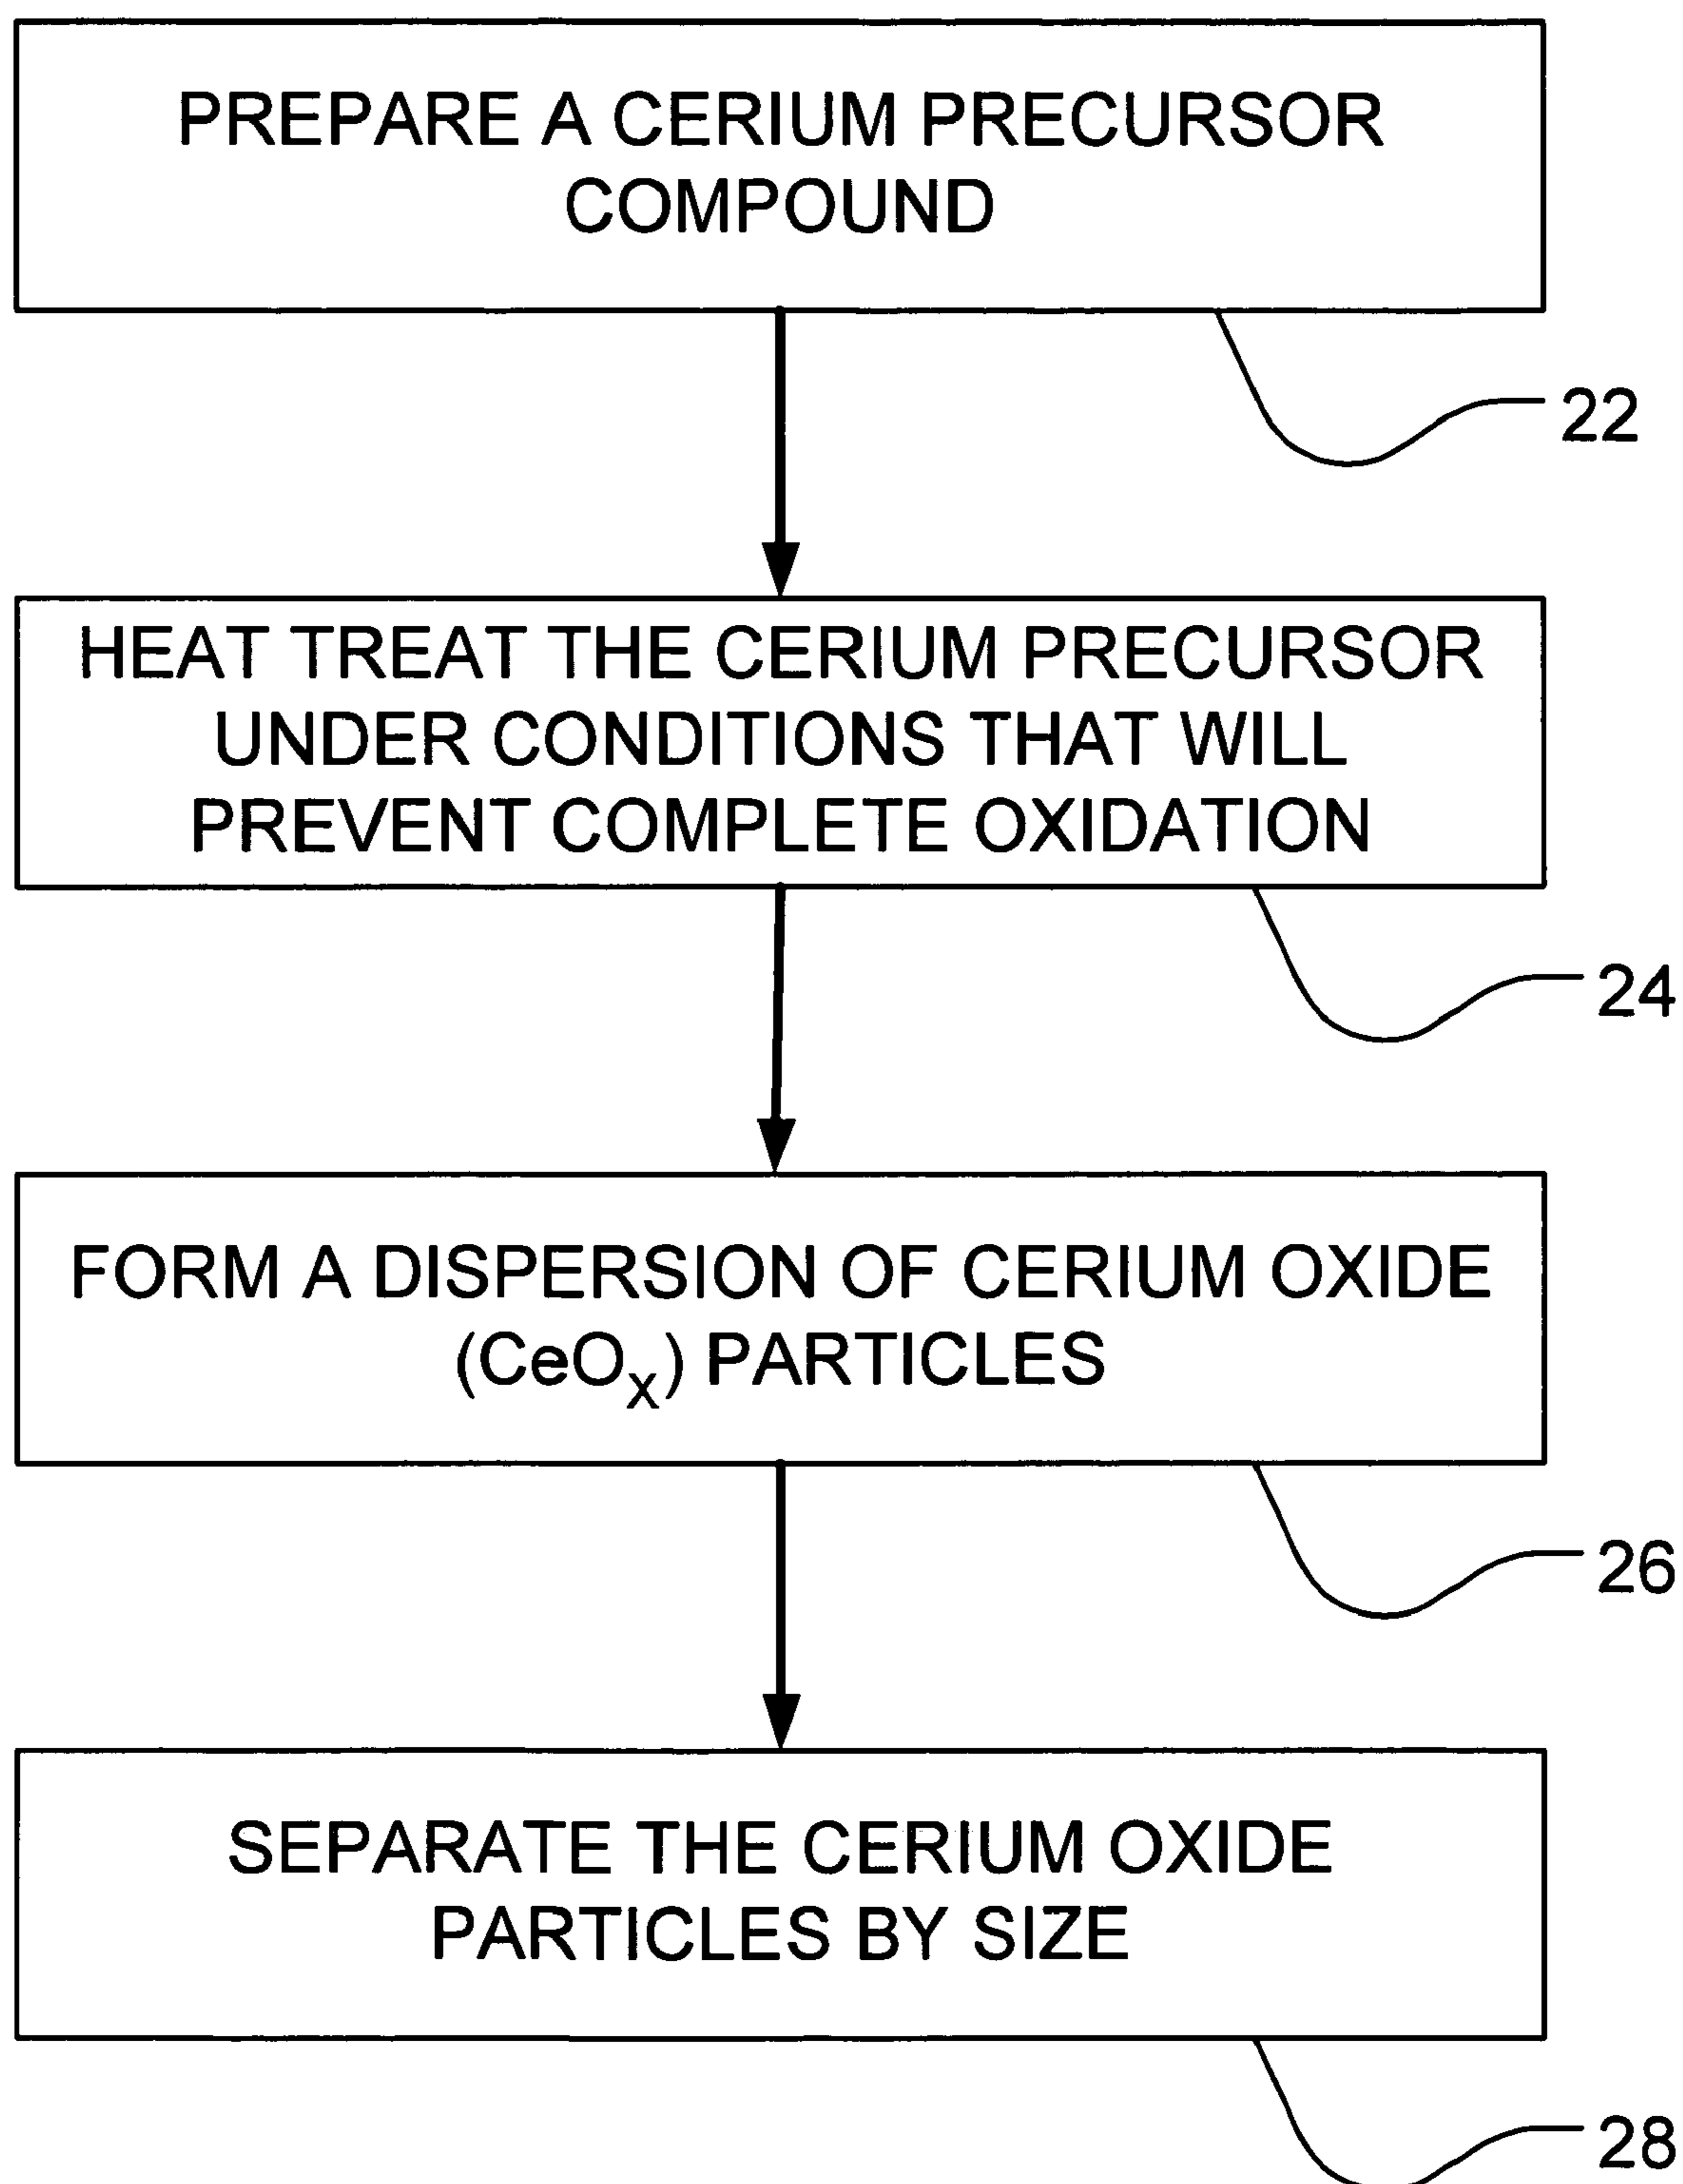 PREPARE A CERIUM PRECURSOR
COMPOUND
22
HEAT TREAT THE CERIUM PRECURSOR
UNDER CONDITIONS THAT WILL
PREVENT COMPLETE OXIDATION
24
FORM A DISPERSION OF CERIUM OXIDE
(CeOₓ) PARTICLES
26
SEPARATE THE CERIUM OXIDE
PARTICLES BY SIZE
28